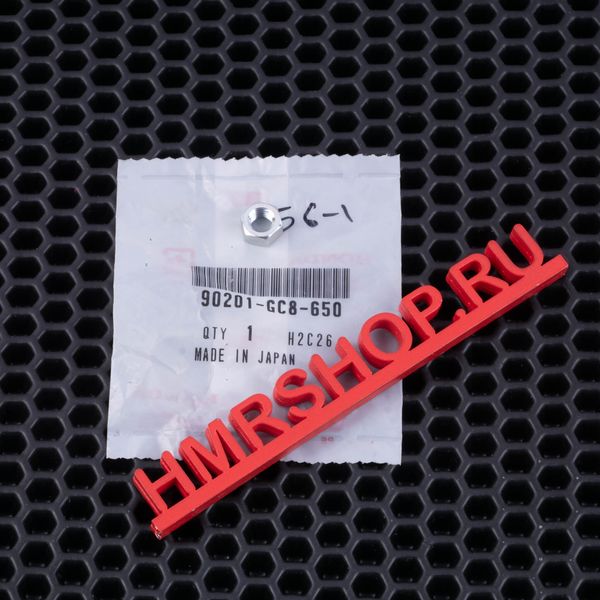 56-1
90201-GC8-650
QTY 1 H2C26
MADE IN JAPAN
HMRSHOP.RU